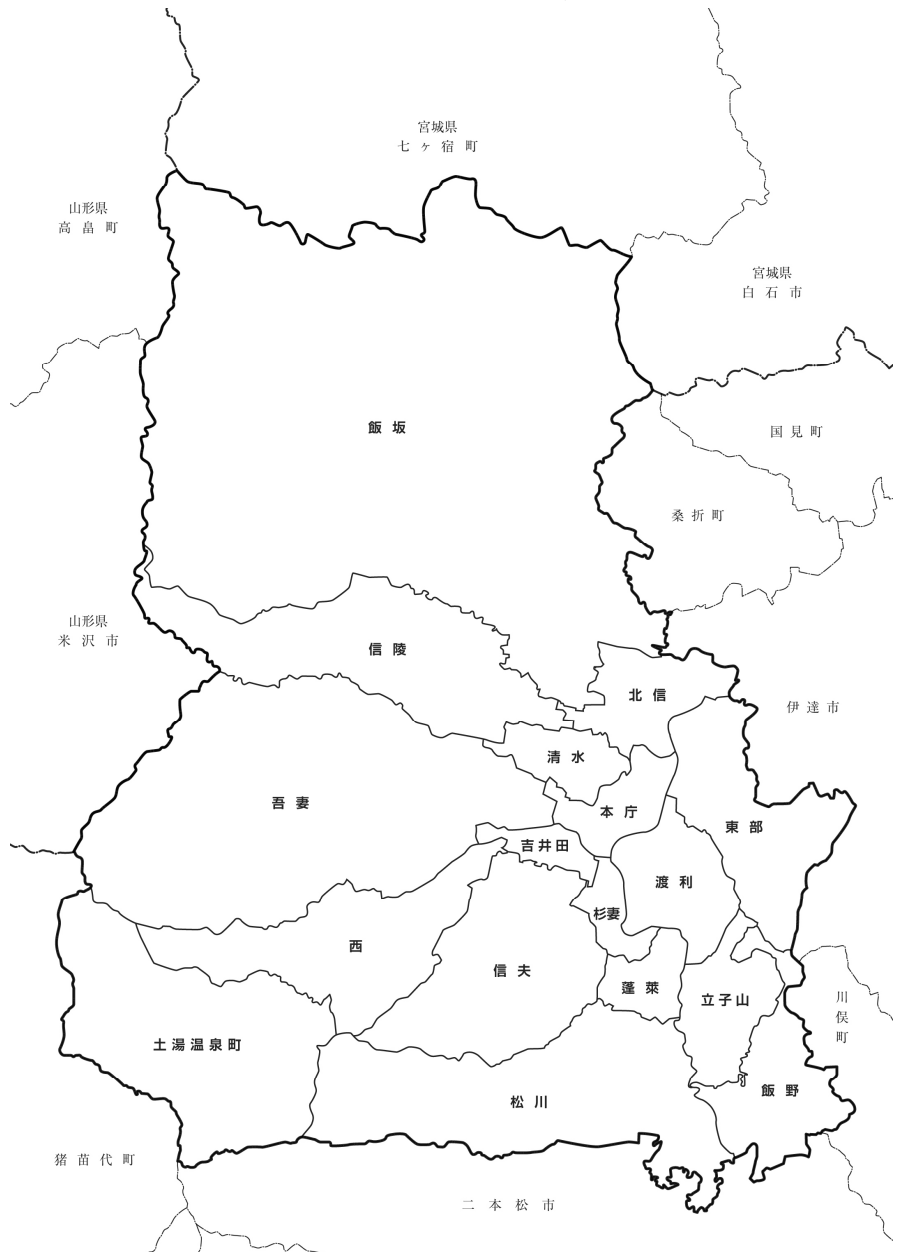 宮城県
七ヶ宿町
山形県
高畠町
宮城県
白石市
飯坂
国見町
桑折町
山形県
米沢市
信陵
北信
伊達市
清水
吾妻
本庁
東部
吉井田
渡利
杉妻
西
信夫
蓬萊
立子山
川俣町
土湯温泉町
飯野
松川
猪苗代町
二本松市